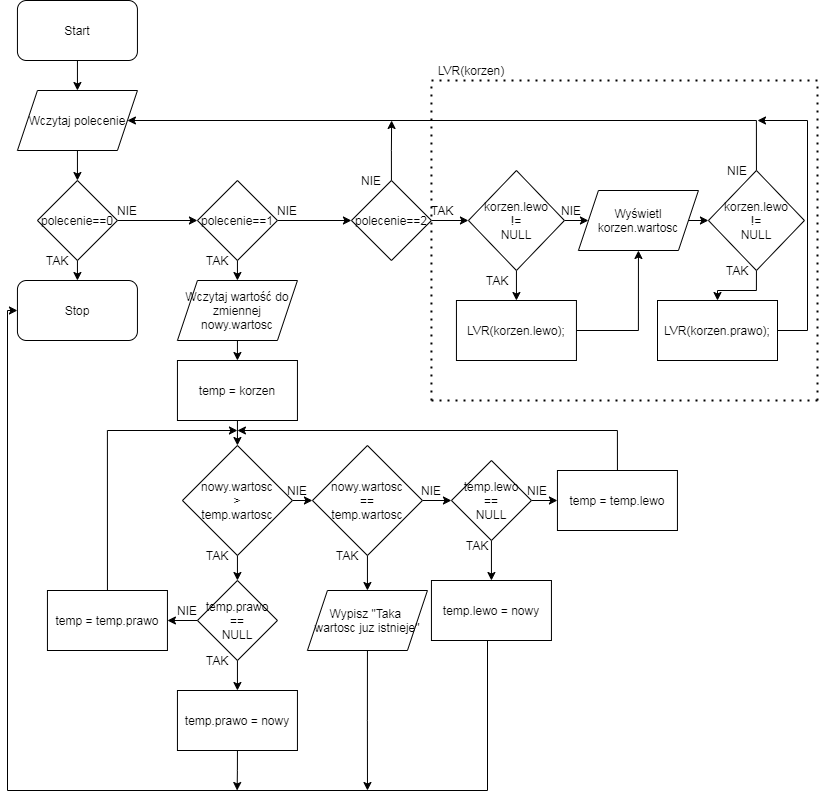 Start
LVR(korzen)
Wczytaj polecenie
polecenie==0
NIE
TAK
polecenie==1
NIE
TAK
polecenie==2
NIE
TAK
korzen.lewo
!=
NULL
NIE
TAK
Wyświetl
korzen.wartosc
korzen.lewo
!=
NULL
NIE
TAK
Stop
Wczytaj wartość do
zmiennej
nowy.wartosc
LVR(korzen.lewo);
LVR(korzen.prawo);
temp = korzen
nowy.wartosc
>
temp.wartosc
NIE
TAK
nowy.wartosc
==
temp.wartosc
NIE
TAK
temp.lewo
==
NULL
NIE
TAK
temp = temp.lewo
temp = temp.prawo
NIE
temp.prawo
==
NULL
TAK
Wypisz "Taka
wartosc juz istnieje"
temp.lewo = nowy
temp.prawo = nowy